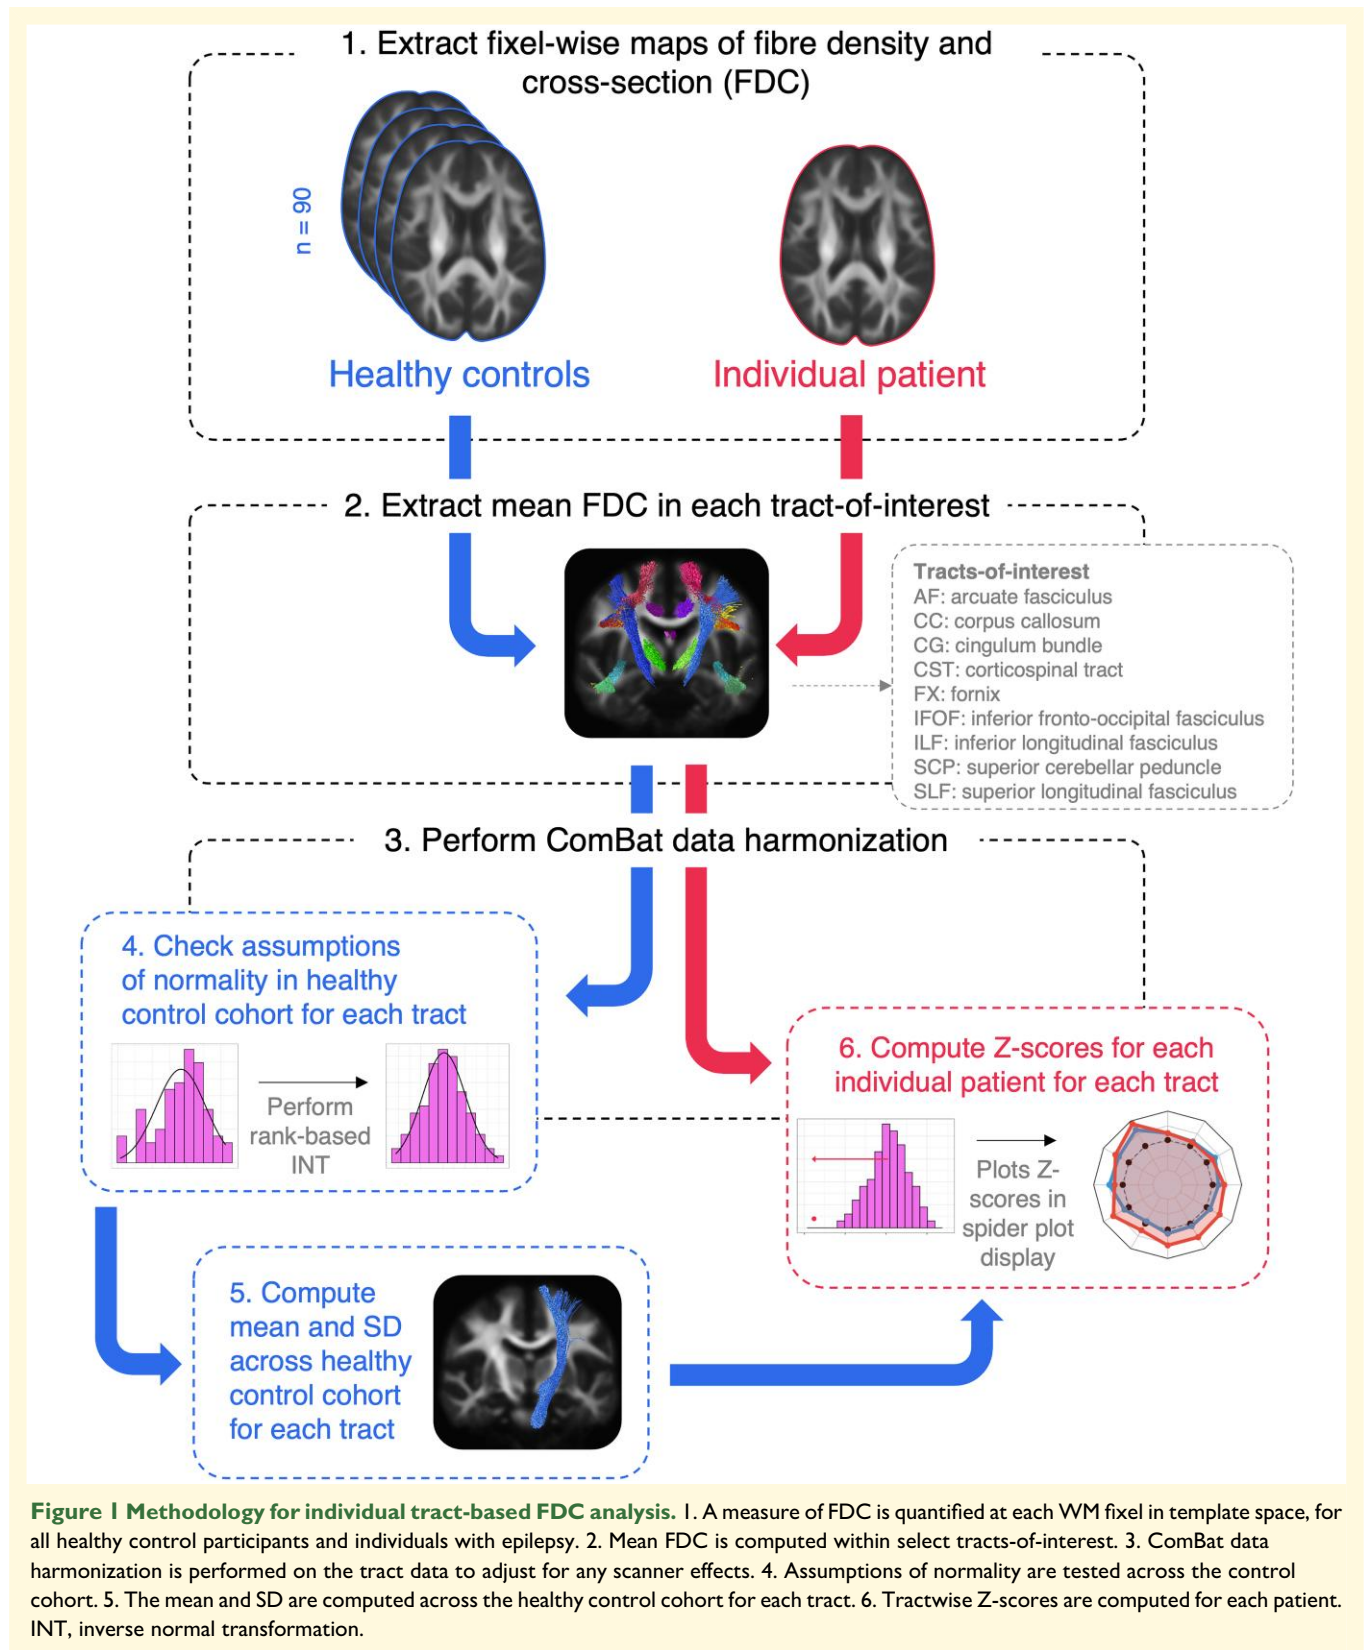 1. Extract fixel-wise maps of fibre density and
cross-section (FDC)
n = 90
Healthy controls
Individual patient
2. Extract mean FDC in each tract-of-interest
Tracts-of-interest
AF: arcuate fasciculus
CC: corpus callosum
CG: cingulum bundle
CST: corticospinal tract
FX: fornix
IFOF: inferior fronto-occipital fasciculus
ILF: inferior longitudinal fasciculus
SCP: superior cerebellar peduncle
SLF: superior longitudinal fasciculus
3. Perform ComBat data harmonization
4. Check assumptions
of normality in healthy
control cohort for each tract
Perform
rank-based
INT
6. Compute Z-scores for each
individual patient for each tract
Plots Z-
scores in
spider plot
display
5. Compute
mean and SD
across healthy
control cohort
for each tract
Figure 1 Methodology for individual tract-based FDC analysis. 1. A measure of FDC is quantified at each WM fixel in template space, for
all healthy control participants and individuals with epilepsy. 2. Mean FDC is computed within select tracts-of-interest. 3. ComBat data
harmonization is performed on the tract data to adjust for any scanner effects. 4. Assumptions of normality are tested across the control
cohort. 5. The mean and SD are computed across the healthy control cohort for each tract. 6. Tractwise Z-scores are computed for each patient.
INT, inverse normal transformation.